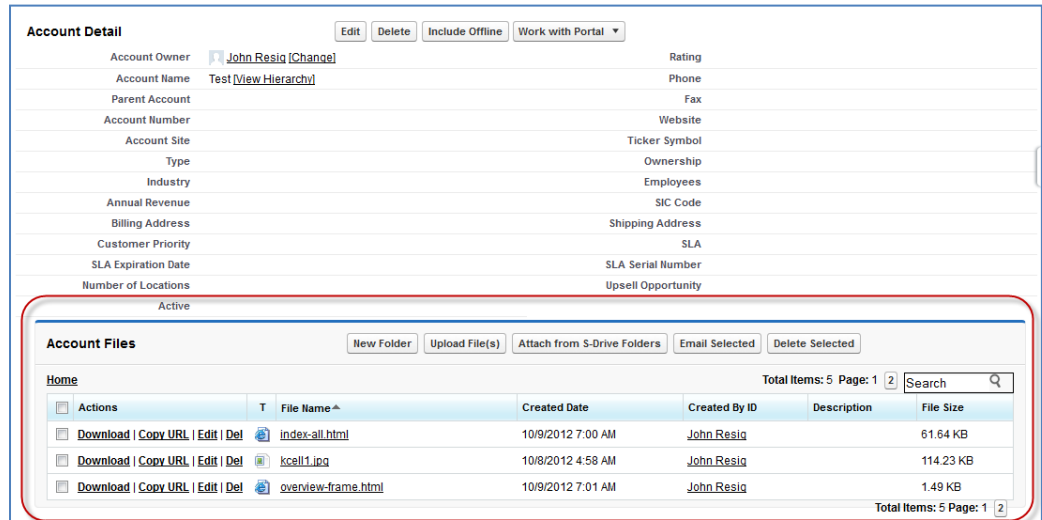 Account Detail Edit Delete Include Offline Work with Portal ▼
Account Owner John Resig [Change] Rating
Account Name Test [View Hierarchy] Phone
Parent Account Fax
Account Number Website
Account Site Ticker Symbol
Type Ownership
Industry Employees
Annual Revenue SIC Code
Billing Address Shipping Address
Customer Priority SLA
SLA Expiration Date SLA Serial Number
Number of Locations Upsell Opportunity
Active
Account Files New Folder Upload File(s) Attach from S-Drive Folders Email Selected Delete Selected
Home Total Items: 5 Page: 1 2 Search
Actions T File Name Created Date Created By ID Description File Size
Download | Copy URL | Edit | Del index-all.html 10/9/2012 7:00 AM John Resig 61.64 KB
Download | Copy URL | Edit | Del kcell1.jpg 10/8/2012 4:58 AM John Resig 114.23 KB
Download | Copy URL | Edit | Del overview-frame.html 10/9/2012 7:01 AM John Resig 1.49 KB
Total Items: 5 Page: 1 2